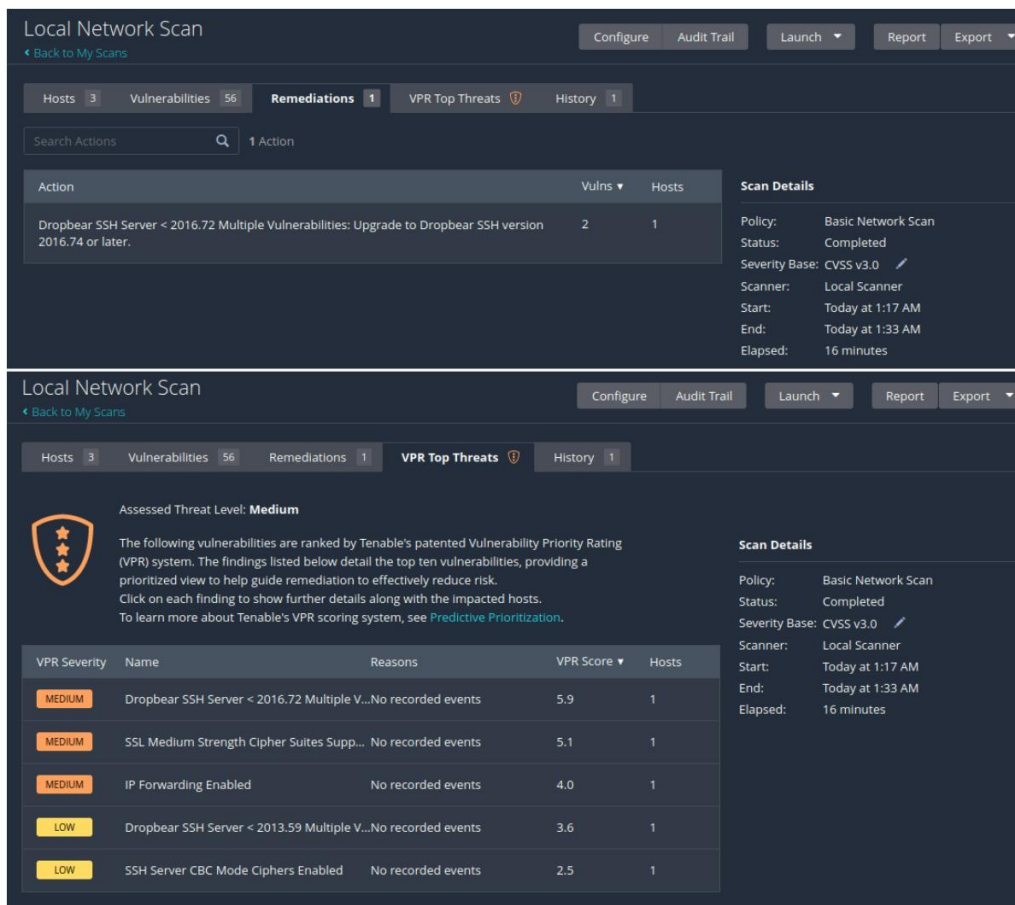 Local Network Scan
Configure Audit Trail Launch Report Export
Back to My Scans
Hosts 3 Vulnerabilities 56 Remediations 1 VPR Top Threats History 1
Search Actions 1 Action
Action Vulns Hosts
Dropbear SSH Server < 2016.72 Multiple Vulnerabilities: Upgrade to Dropbear SSH version 2 1
2016.74 or later.
Scan Details
Policy: Basic Network Scan
Status: Completed
Severity Base: CVSS v3.0
Scanner: Local Scanner
Start: Today at 1:17 AM
End: Today at 1:33 AM
Elapsed: 16 minutes
Local Network Scan
Configure Audit Trail Launch Report Export
Back to My Scans
Hosts 3 Vulnerabilities 56 Remediations 1 VPR Top Threats History 1
Assessed Threat Level: Medium
The following vulnerabilities are ranked by Tenable's patented Vulnerability Priority Rating
(VPR) system. The findings listed below detail the top ten vulnerabilities, providing a
prioritized view to help guide remediation to effectively reduce risk.
Click on each finding to show further details along with the impacted hosts.
To learn more about Tenable's VPR scoring system, see Predictive Prioritization.
VPR Severity Name Reasons VPR Score Hosts
MEDIUM Dropbear SSH Server < 2016.72 Multiple V... No recorded events 5.9 1
MEDIUM SSL Medium Strength Cipher Suites Supp... No recorded events 5.1 1
MEDIUM IP Forwarding Enabled No recorded events 4.0 1
LOW Dropbear SSH Server < 2013.59 Multiple V... No recorded events 3.6 1
LOW SSH Server CBC Mode Ciphers Enabled No recorded events 2.5 1
Scan Details
Policy: Basic Network Scan
Status: Completed
Severity Base: CVSS v3.0
Scanner: Local Scanner
Start: Today at 1:17 AM
End: Today at 1:33 AM
Elapsed: 16 minutes